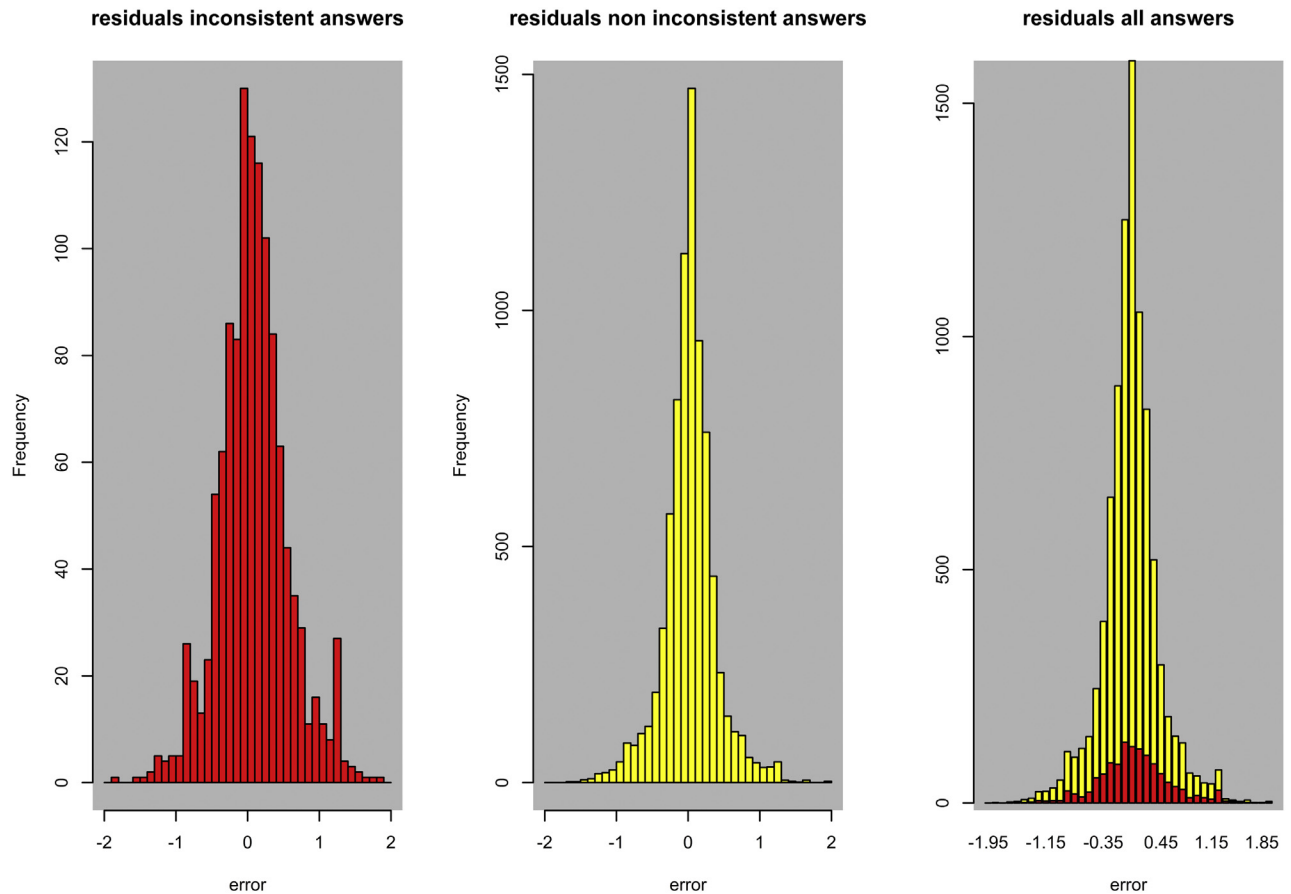 residuals inconsistent answers
Frequency
120
100
80
60
40
20
0
-2 -1 0 1 2
error
residuals non inconsistent answers
Frequency
1500
1000
500
0
-2 -1 0 1 2
error
residuals all answers
1500
1000
500
0
-1.95 -1.15 -0.35 0.45 1.15 1.85
error